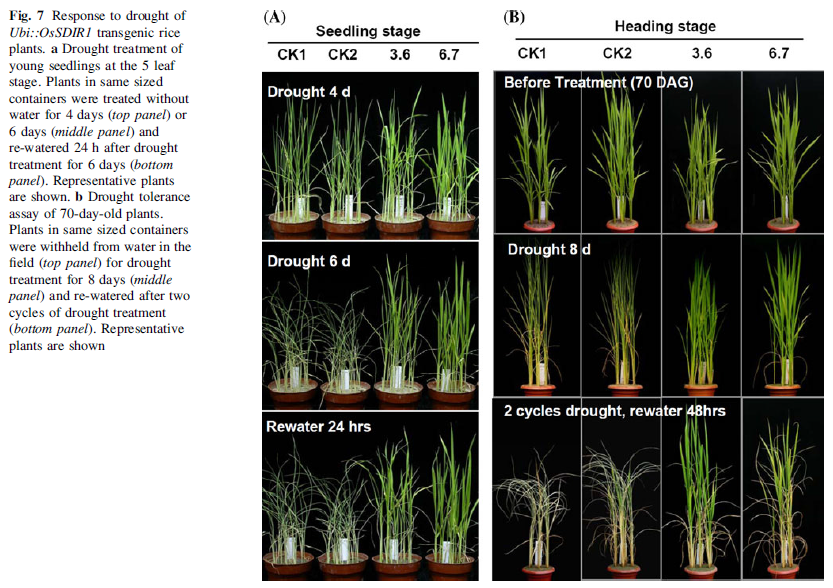 Fig. 7 Response to drought of
Ubi::OsSDIR1 transgenic rice
plants. a Drought treatment of
young seedlings at the 5 leaf
stage. Plants in same sized
containers were treated without
water for 4 days (top panel) or
6 days (middle panel) and
re-watered 24 h after drought
treatment for 6 days (bottom
panel). Representative plants
are shown. b Drought tolerance
assay of 70-day-old plants.
Plants in same sized containers
were withheld from water in the
field (top panel) for drought
treatment for 8 days (middle
panel) and re-watered after two
cycles of drought treatment
(bottom panel). Representative
plants are shown
(A)
Seedling stage
CK1 CK2 3.6 6.7
Drought 4 d
Drought 6 d
Rewater 24 hrs
(B)
Heading stage
CK1 CK2 3.6 6.7
Before Treatment (70 DAG)
Drought 8 d
2 cycles drought, rewater 48hrs